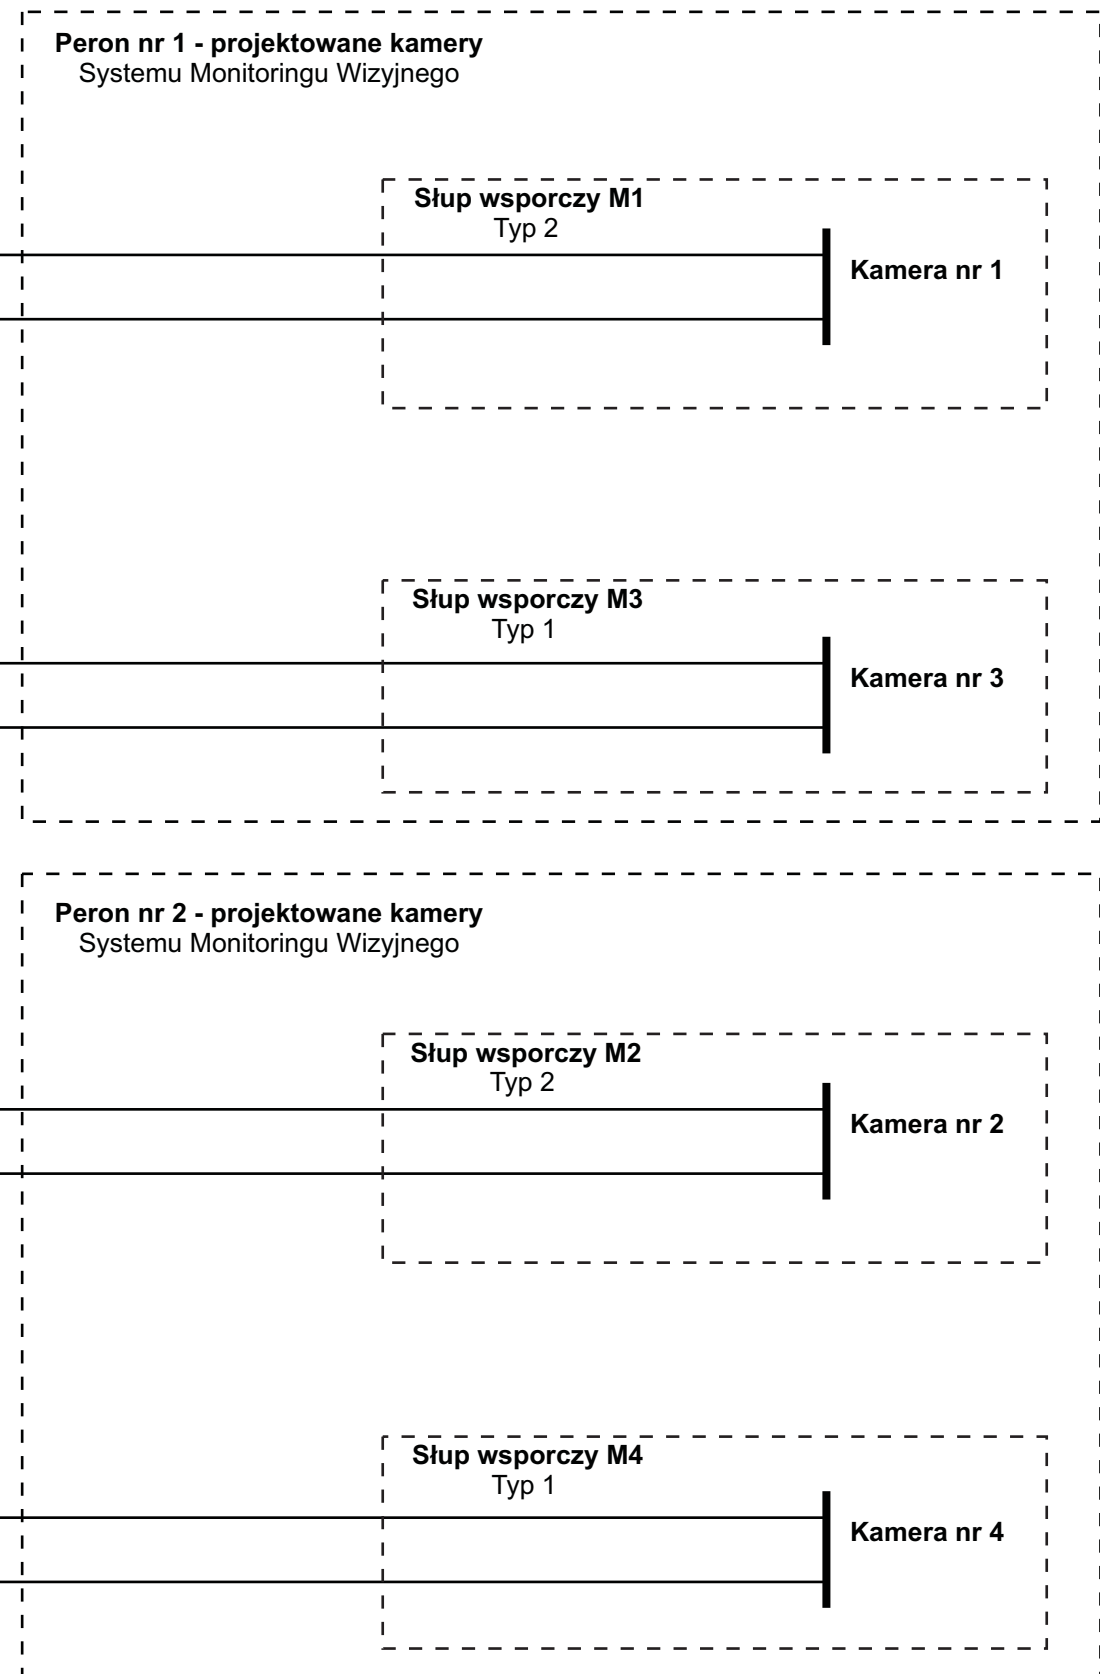 Peron nr 1 - projektowane kamery
Systemu Monitoringu Wizyjnego
Słup wsporczy M1
Typ 2
Kamera nr 1
Słup wsporczy M3
Typ 1
Kamera nr 3
Peron nr 2 - projektowane kamery
Systemu Monitoringu Wizyjnego
Słup wsporczy M2
Typ 2
Kamera nr 2
Słup wsporczy M4
Typ 1
Kamera nr 4